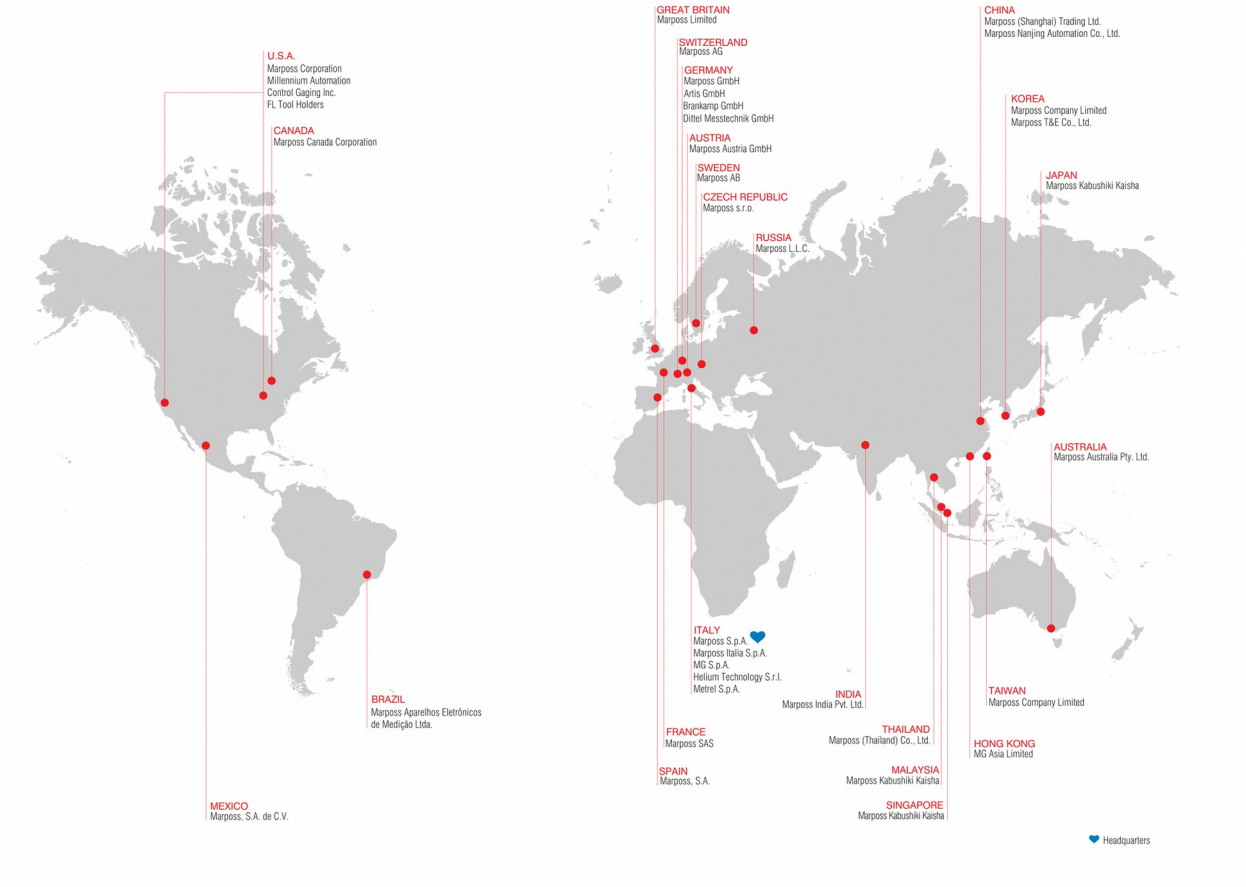 U.S.A.
Marposs Corporation
Millennium Automation
Control Gaging Inc.
FL Tool Holders
CANADA
Marposs Canada Corporation
GREAT BRITAIN
Marposs Limited
SWITZERLAND
Marposs AG
GERMANY
Marposs GmbH
Artis GmbH
Brankamp GmbH
Dittel Messtechnik GmbH
AUSTRIA
Marposs Austria GmbH
SWEDEN
Marposs AB
CZECH REPUBLIC
Marposs s.r.o.
RUSSIA
Marposs L.L.C.
CHINA
Marposs (Shanghai) Trading Ltd.
Marposs Nanjing Automation Co., Ltd.
KOREA
Marposs Company Limited
Marposs T&E Co., Ltd.
JAPAN
Marposs Kabushiki Kaisha
AUSTRALIA
Marposs Australia Pty. Ltd.
ITALY
Marposs S.p.A.
Marposs Italia S.p.A.
MG S.p.A.
Helium Technology S.r.l.
Metrel S.p.A.
BRAZIL
Marposs Aparelhos Eletrônicos
de Medição Ltda.
FRANCE
Marposs SAS
SPAIN
Marposs, S.A.
MEXICO
Marposs, S.A. de C.V.
INDIA
Marposs India Pvt. Ltd.
THAILAND
Marposs (Thailand) Co., Ltd.
MALAYSIA
Marposs Kabushiki Kaisha
SINGAPORE
Marposs Kabushiki Kaisha
TAIWAN
Marposs Company Limited
HONG KONG
MG Asia Limited
Headquarters